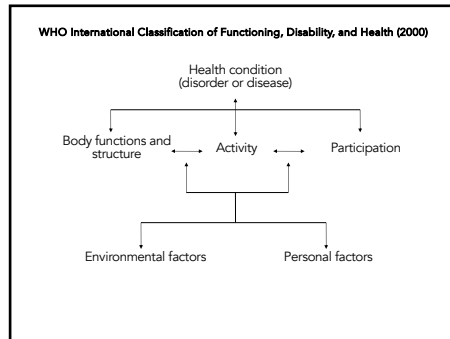 WHO International Classification of Functioning, Disability, and Health (2000)
Health condition
(disorder or disease)
Body functions and
structure
Activity
Participation
Environmental factors
Personal factors